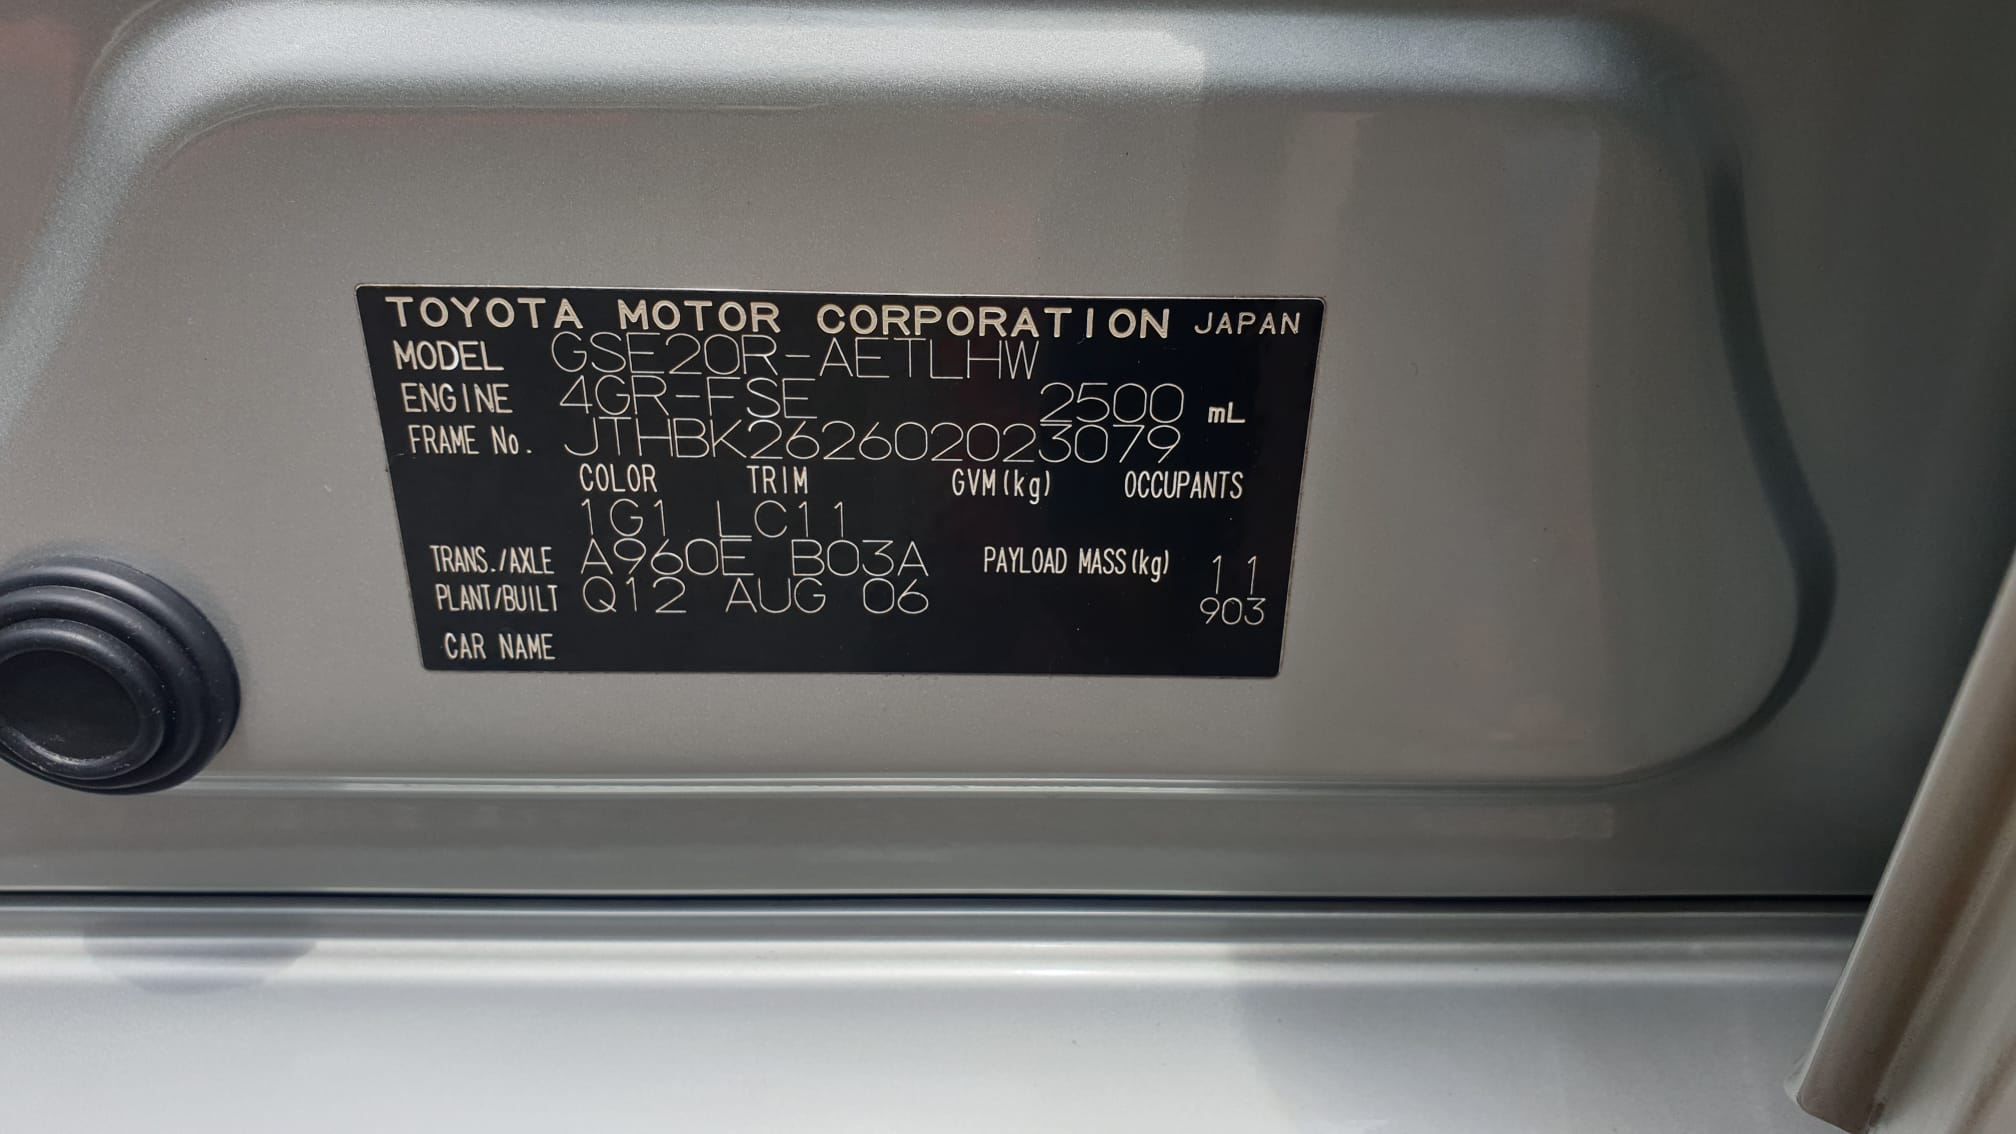 TOYOTA MOTOR CORPORATION JAPAN
MODEL GSE20R-AETLHW
ENGINE 4GR-FSE 2500 mL
FRAME No. JTHBK262602023079
COLOR TRIM GVM(kg) OCCUPANTS
1G1 LC11
TRANS./AXLE A960E B03A PAYLOAD MASS(kg) 11
PLANT/BUILT Q12 AUG 06 903
CAR NAME